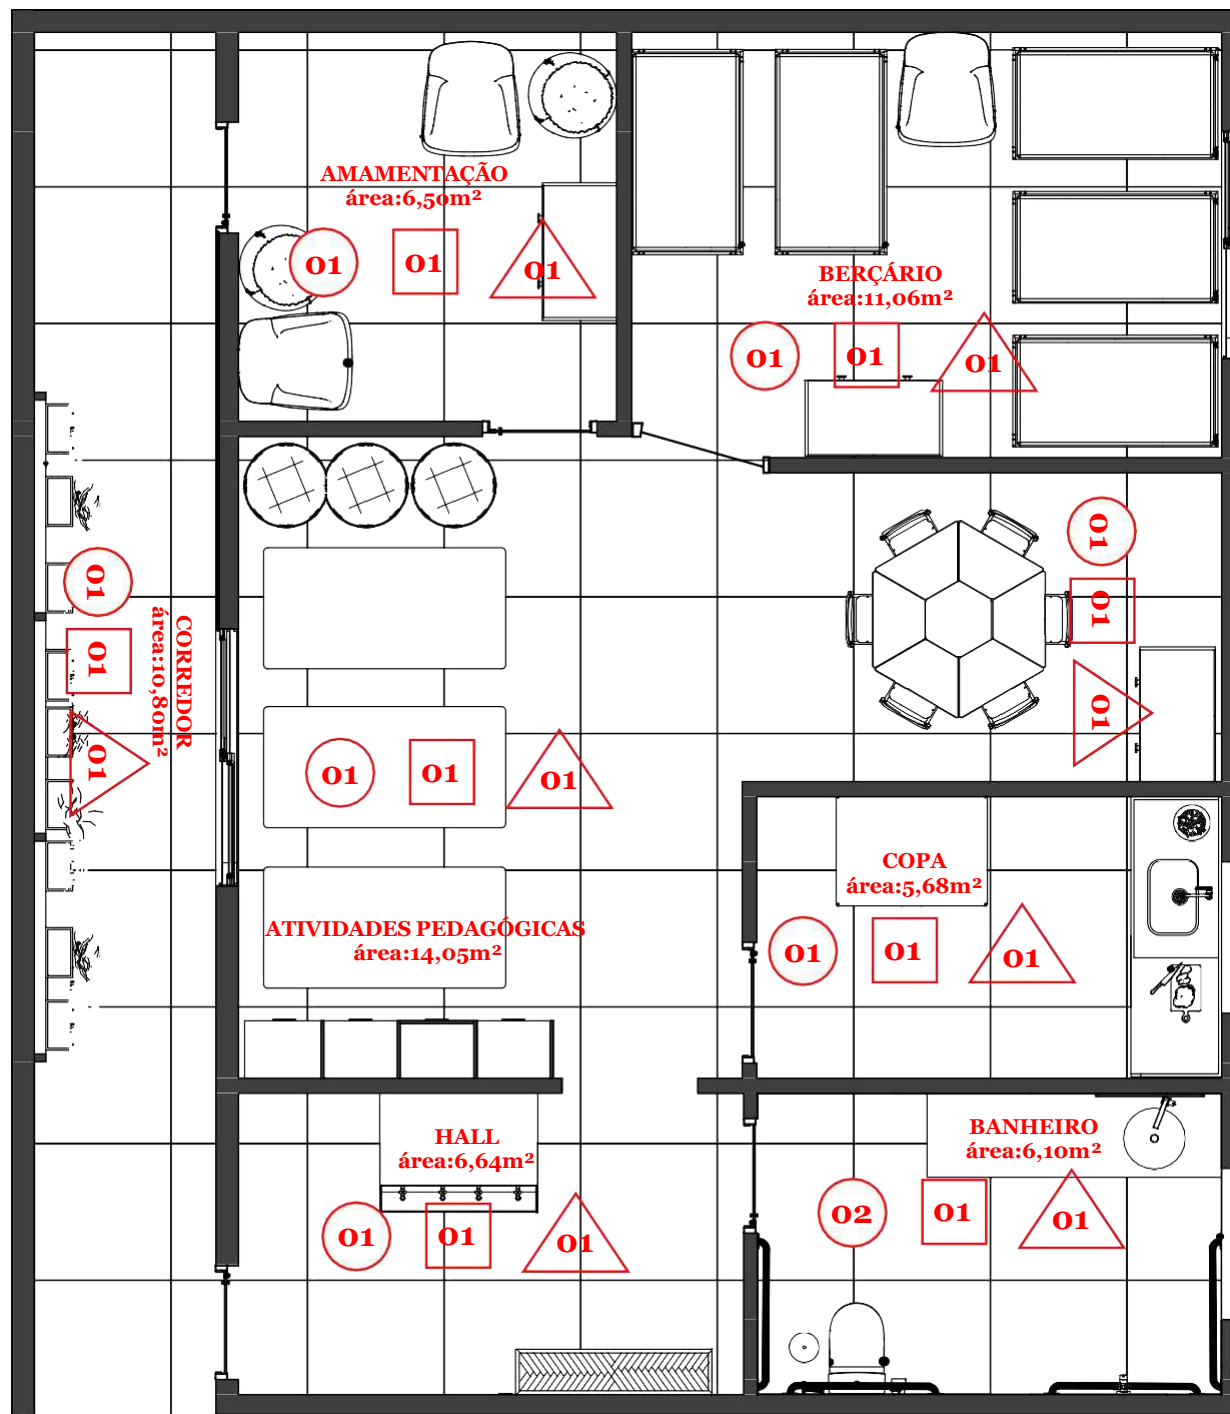 AMAMENTAÇÃO
área:6,50m²
01 01 01
BERÇÁRIO
área:11,06m²
01 01 01
01
01
01
CORREDOR
área:10,80m²
01
01
01
01 01 01
ATIVIDADES PEDAGÓGICAS
área:14,05m²
COPA
área:5,68m²
01 01 01
HALL
área:6,64m²
01 01 01
BANHEIRO
área:6,10m²
02 01 01